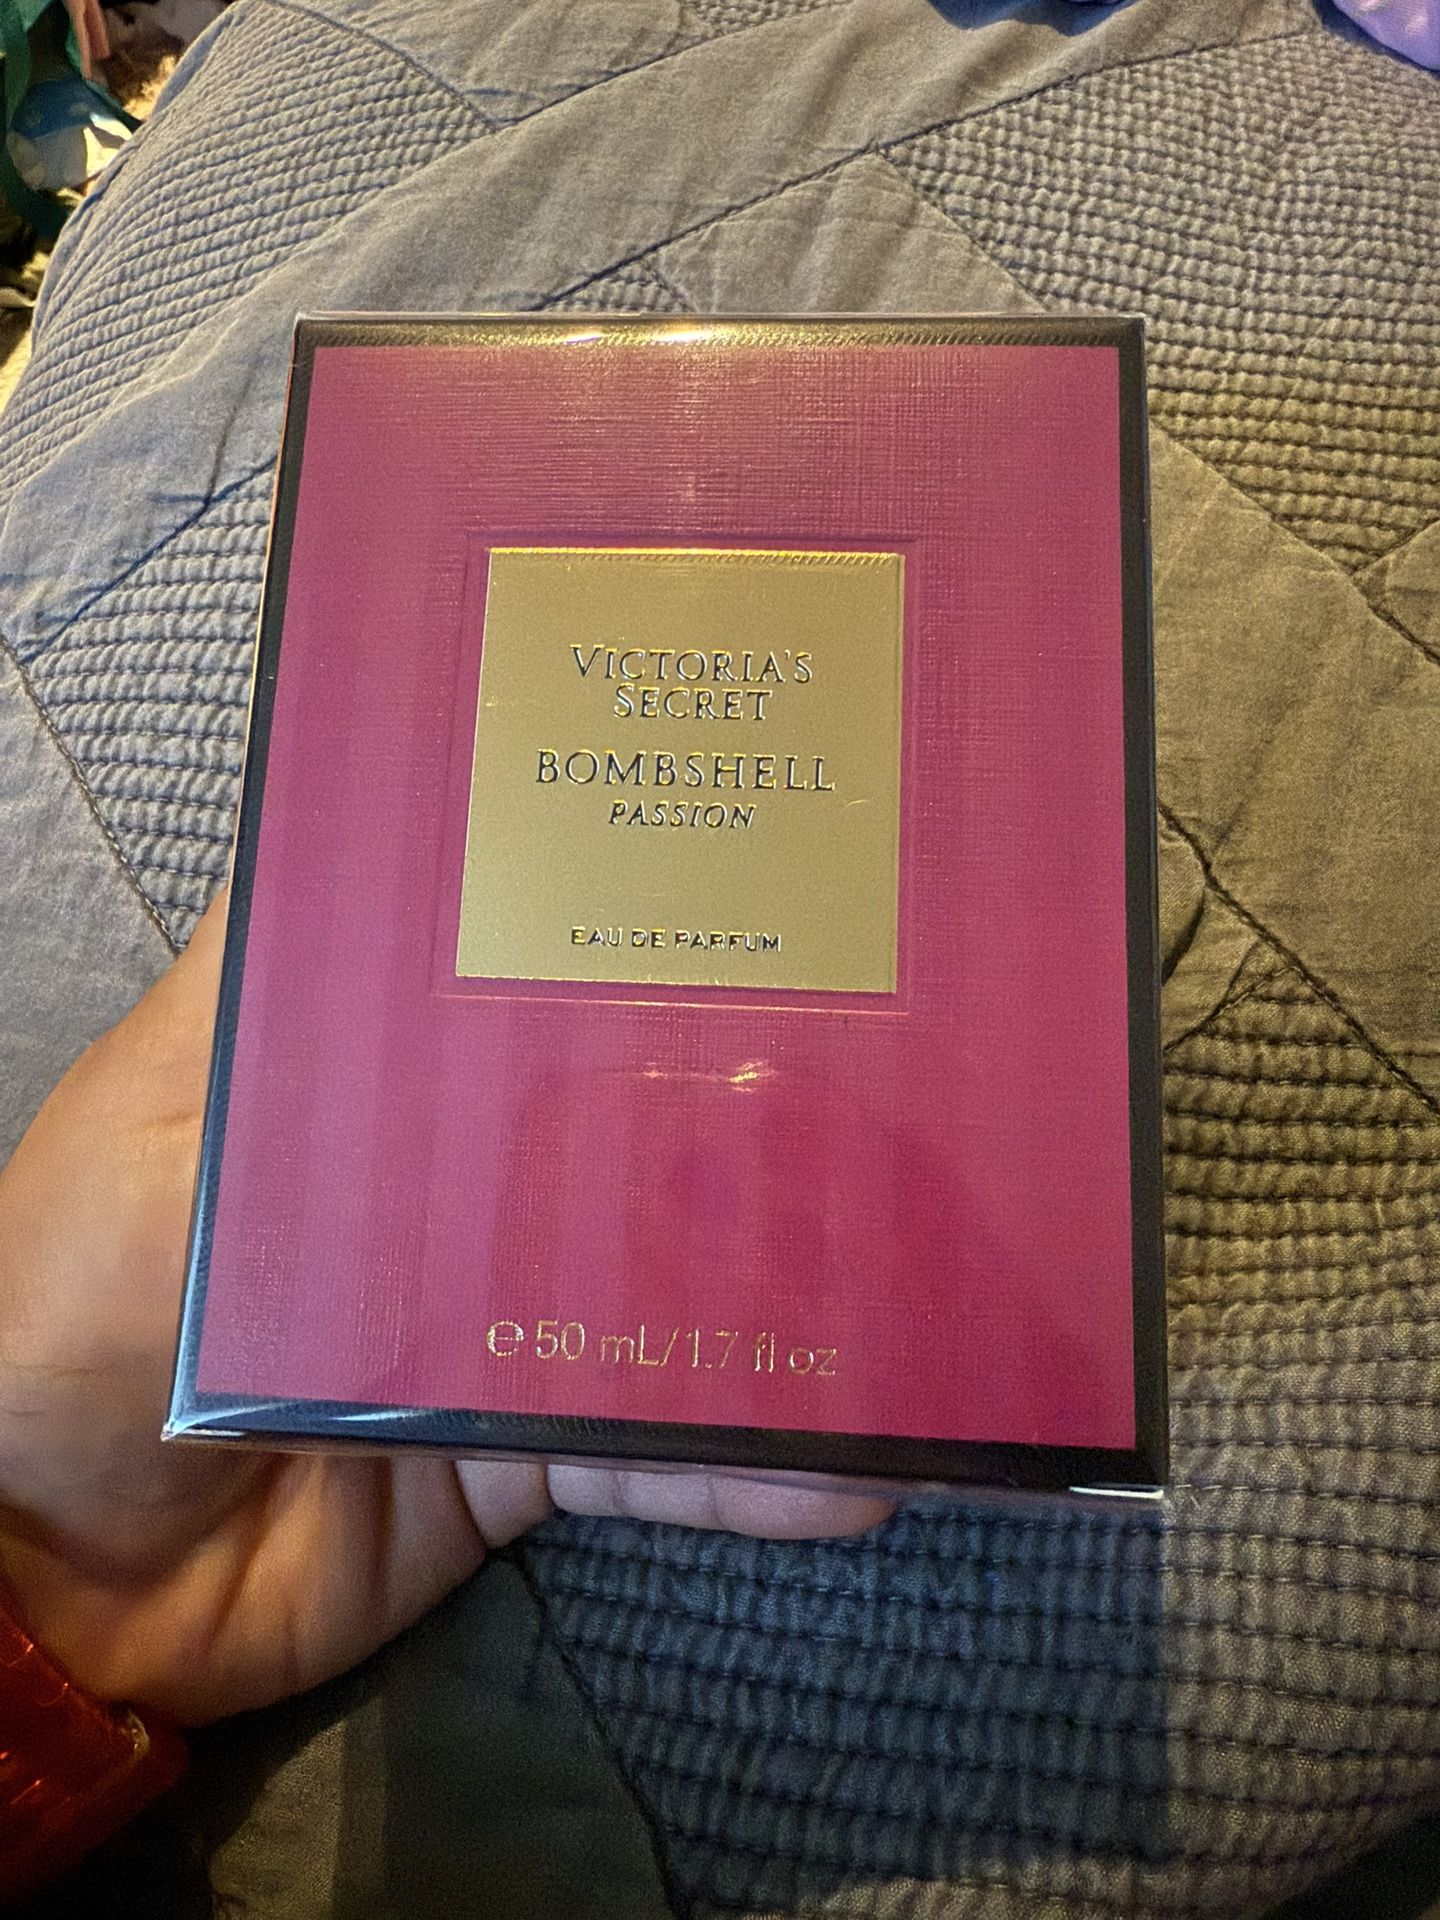 VICTORIA'S
SECRET
BOMBSHELL
PASSION
EAU DE PARFUM
℮ 50 mL/1.7 fl oz